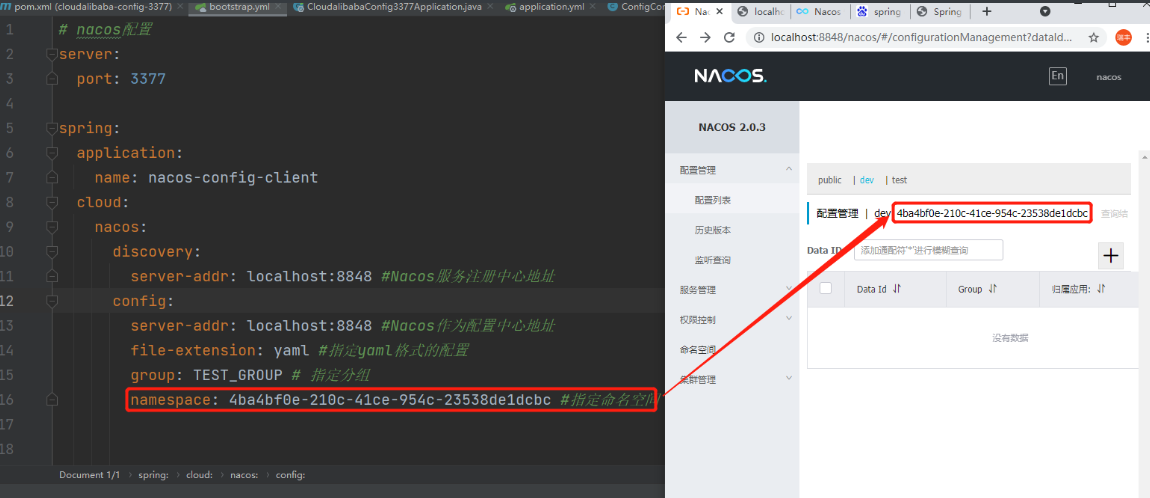 pom.xml (cloudalibaba-config-3377)
bootstrap.yml
CloudalibabaConfig3377Application.java
application.yml
ConfigCon
1 # nacos配置
2 server:
3 port: 3377
4
5 spring:
6 application:
7 name: nacos-config-client
8 cloud:
9 nacos:
10 discovery:
11 server-addr: localhost:8848 #Nacos服务注册中心地址
12 config:
13 server-addr: localhost:8848 #Nacos作为配置中心地址
14 file-extension: yaml #指定yaml格式的配置
15 group: TEST_GROUP # 指定分组
16 namespace: 4ba4bf0e-210c-41ce-954c-23538de1dcbc #指定命名空间
17
18
Document 1/1 spring: cloud: nacos: config:
Nac localho Nacos spring Spring
localhost:8848/nacos/#/configurationManagement?dataId...
NACOS. En nacos
NACOS 2.0.3
配置管理
配置列表
历史版本
监听查询
服务管理
权限控制
命名空间
集群管理
public | dev | test
配置管理 | dev 4ba4bf0e-210c-41ce-954c-23538de1dcbc 查询结
Data ID: 添加通配符'*'进行模糊查询
Data Id Group 归属应用:
没有数据